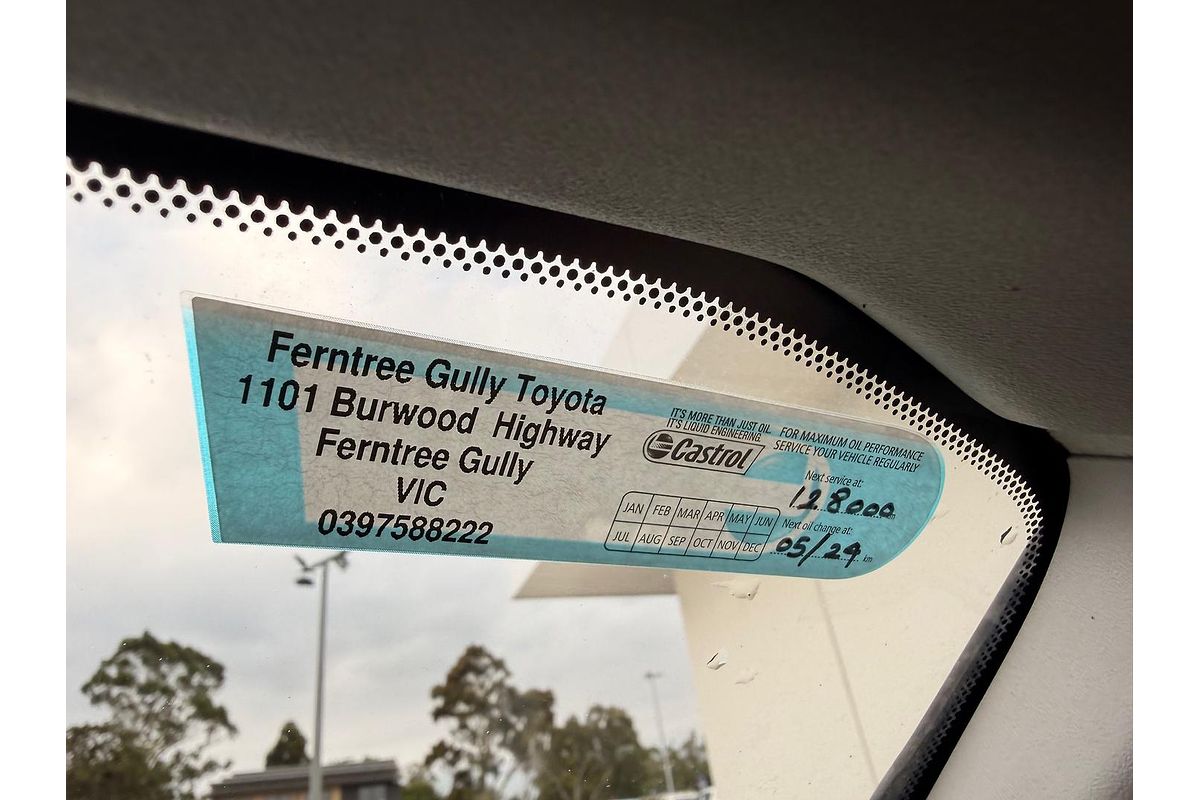 Ferntree Gully Toyota
1101 Burwood Highway
Ferntree Gully
VIC
0397588222
IT'S MORE THAN JUST OIL.
IT'S LIQUID ENGINEERING.
Castrol
FOR MAXIMUM OIL PERFORMANCE
SERVICE YOUR VEHICLE REGULARLY
JAN FEB MAR APR MAY JUN
JUL AUG SEP OCT NOV DEC
Next service at:
128000 km
Next oil change at:
05/24 km